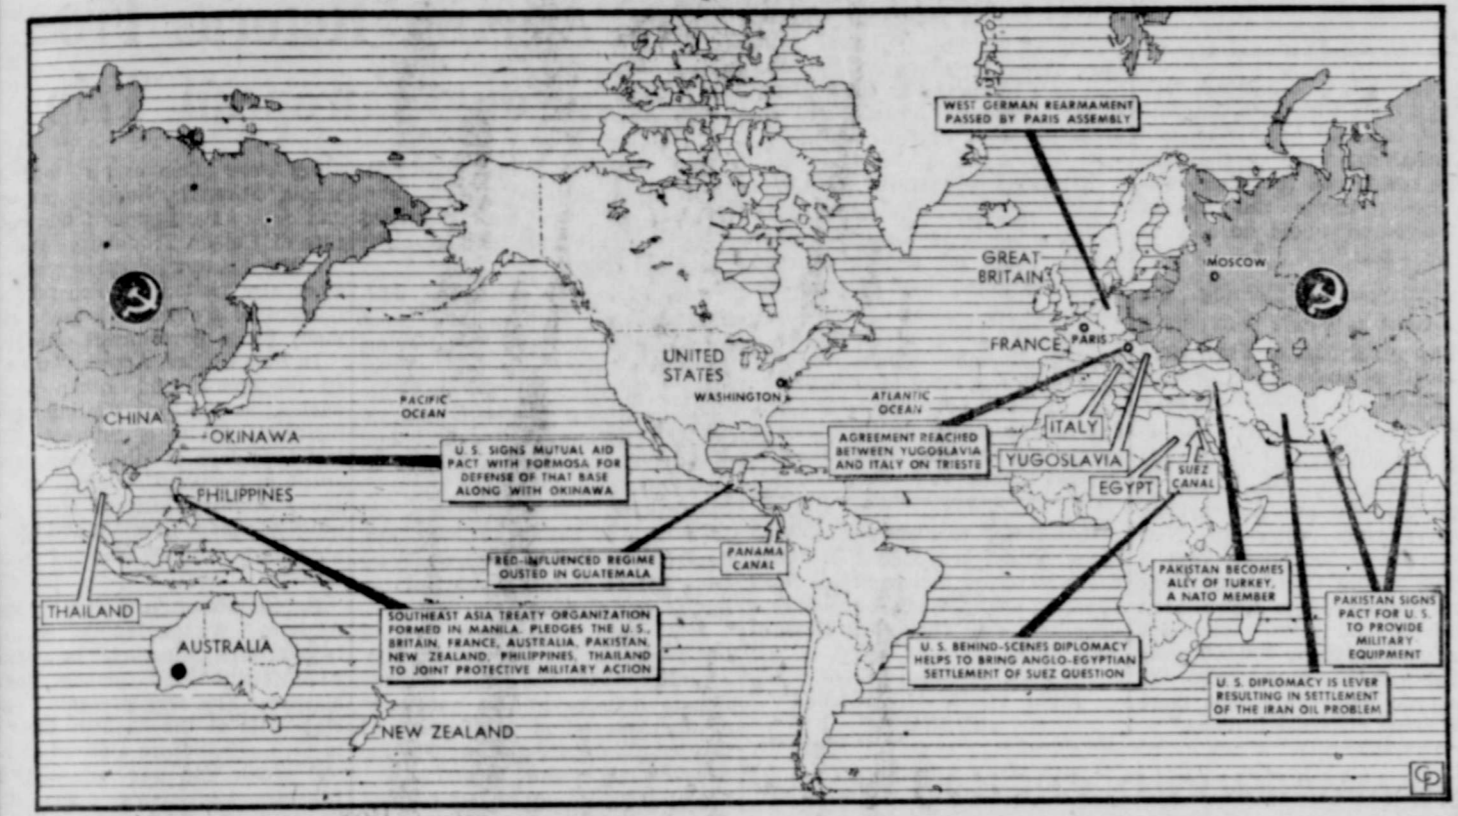 WEST GERMAN REARMAMENT
PASSED BY PARIS ASSEMBLY
GREAT
BRITAIN
MOSCOW
FRANCE
PARIS
UNITED
STATES
WASHINGTON
PACIFIC
OCEAN
ATLANTIC
OCEAN
CHINA
OKINAWA
U.S. SIGNS MUTUAL AID
PACT WITH FORMOSA FOR
DEFENSE OF THAT BASE
ALONG WITH OKINAWA
AGREEMENT REACHED
BETWEEN YUGOSLAVIA
AND ITALY ON TRIESTE
ITALY
YUGOSLAVIA
EGYPT
SUEZ
CANAL
PHILIPPINES
RED-INFLUENCED REGIME
OUSTED IN GUATEMALA
PANAMA
CANAL
THAILAND
SOUTHEAST ASIA TREATY ORGANIZATION
FORMED IN MANILA. PLEDGES THE U.S.,
BRITAIN, FRANCE, AUSTRALIA, PAKISTAN,
NEW ZEALAND, PHILIPPINES, THAILAND
TO JOINT PROTECTIVE MILITARY ACTION
AUSTRALIA
NEW ZEALAND
U.S. BEHIND-SCENES DIPLOMACY
HELPS TO BRING ANGLO-EGYPTIAN
SETTLEMENT OF SUEZ QUESTION
PAKISTAN BECOMES
ALLY OF TURKEY,
A NATO MEMBER
PAKISTAN SIGNS
PACT FOR U.S.
TO PROVIDE
MILITARY
EQUIPMENT
U.S. DIPLOMACY IS LEVER
RESULTING IN SETTLEMENT
OF THE IRAN OIL PROBLEM
CP